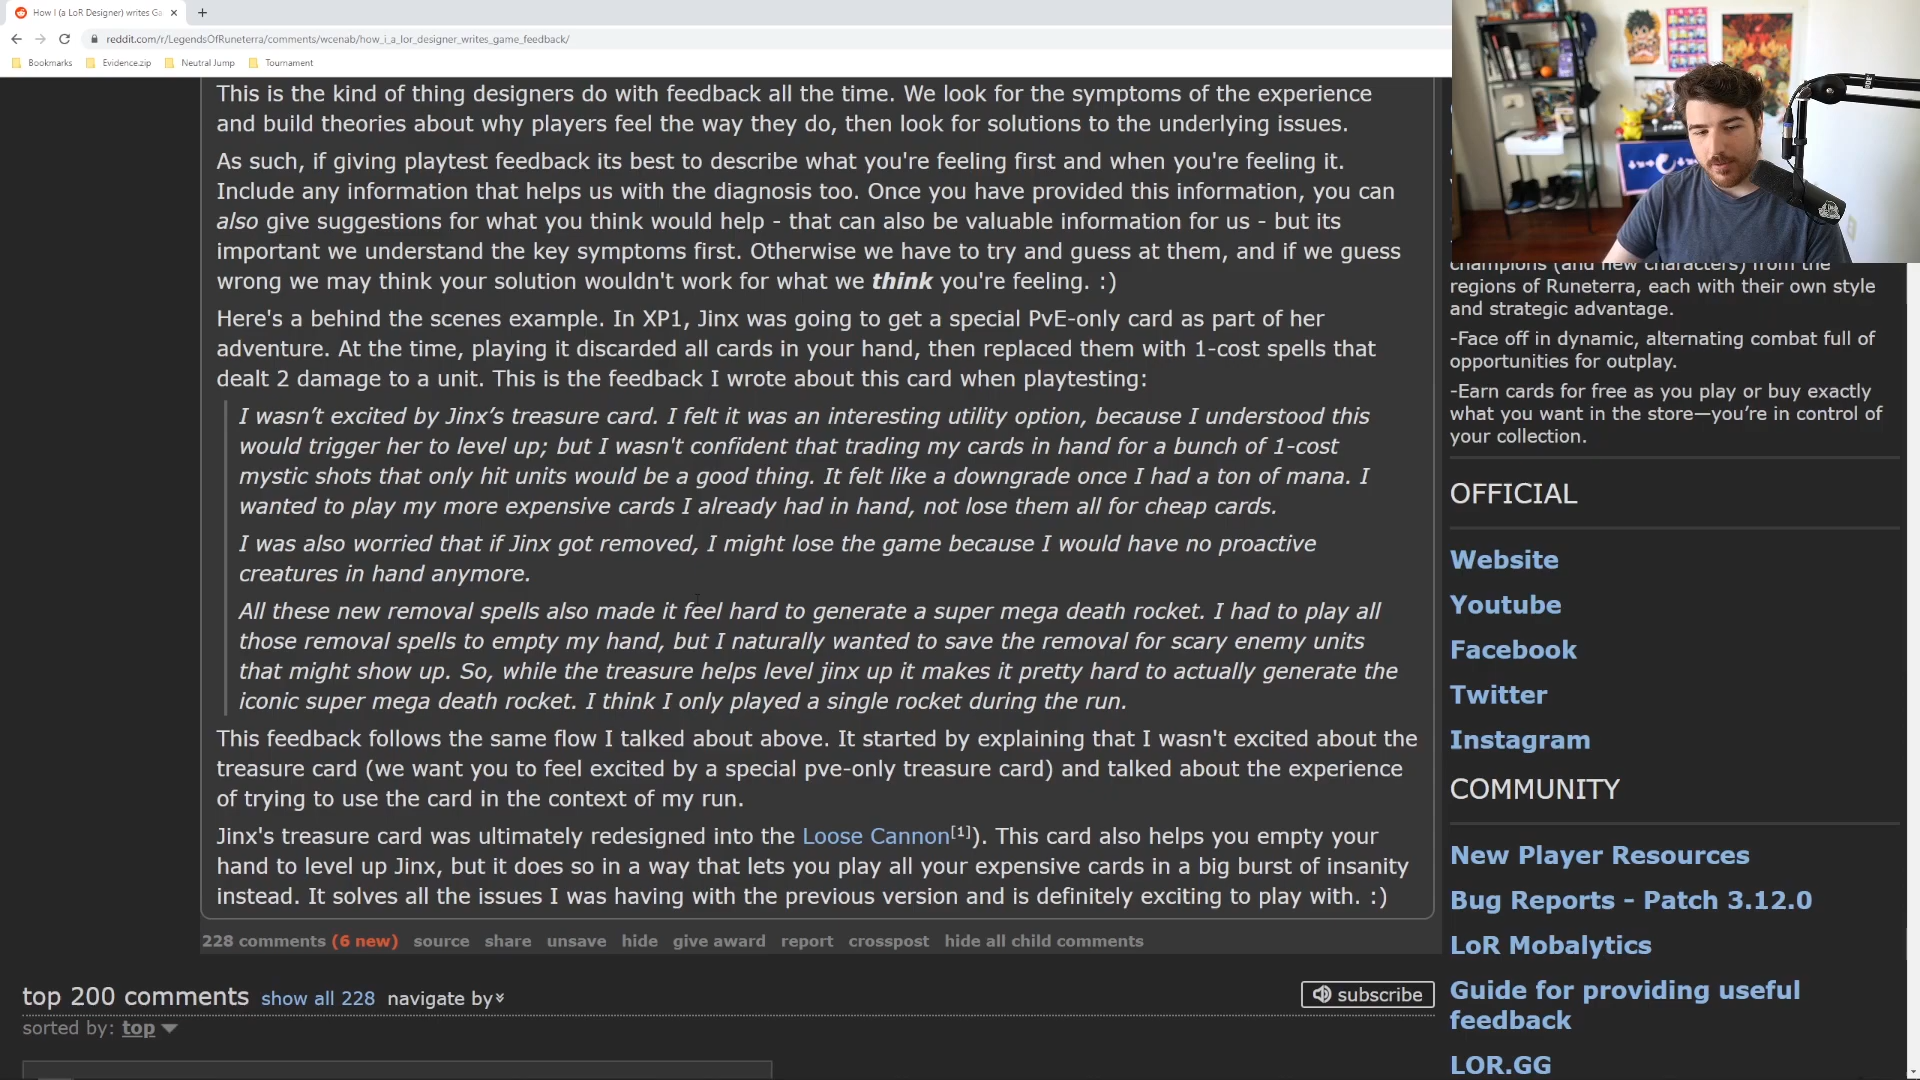 How I (a LoR Designer) writes Ga
reddit.com/r/LegendsOfRuneterra/comments/wcenab/how_i_a_lor_designer_writes_game_feedback/
Bookmarks Evidence.zip Neutral Jump Tournament
This is the kind of thing designers do with feedback all the time. We look for the symptoms of the experience
and build theories about why players feel the way they do, then look for solutions to the underlying issues.
As such, if giving playtest feedback its best to describe what you're feeling first and when you're feeling it.
Include any information that helps us with the diagnosis too. Once you have provided this information, you can
also give suggestions for what you think would help - that can also be valuable information for us - but its
important we understand the key symptoms first. Otherwise we have to try and guess at them, and if we guess
wrong we may think your solution wouldn't work for what we think you're feeling. :)
Here's a behind the scenes example. In XP1, Jinx was going to get a special PvE-only card as part of her
adventure. At the time, playing it discarded all cards in your hand, then replaced them with 1-cost spells that
dealt 2 damage to a unit. This is the feedback I wrote about this card when playtesting:
I wasn’t excited by Jinx’s treasure card. I felt it was an interesting utility option, because I understood this
would trigger her to level up; but I wasn't confident that trading my cards in hand for a bunch of 1-cost
mystic shots that only hit units would be a good thing. It felt like a downgrade once I had a ton of mana. I
wanted to play my more expensive cards I already had in hand, not lose them all for cheap cards.
I was also worried that if Jinx got removed, I might lose the game because I would have no proactive
creatures in hand anymore.
All these new removal spells also made it feel hard to generate a super mega death rocket. I had to play all
those removal spells to empty my hand, but I naturally wanted to save the removal for scary enemy units
that might show up. So, while the treasure helps level jinx up it makes it pretty hard to actually generate the
iconic super mega death rocket. I think I only played a single rocket during the run.
This feedback follows the same flow I talked about above. It started by explaining that I wasn't excited about the
treasure card (we want you to feel excited by a special pve-only treasure card) and talked about the experience
of trying to use the card in the context of my run.
Jinx's treasure card was ultimately redesigned into the Loose Cannon[1]). This card also helps you empty your
hand to level up Jinx, but it does so in a way that lets you play all your expensive cards in a big burst of insanity
instead. It solves all the issues I was having with the previous version and is definitely exciting to play with. :)
228 comments (6 new) source share unsave hide give award report crosspost hide all child comments
top 200 comments show all 228 navigate by
subscribe
sorted by: top
champions (and new characters) from the
regions of Runeterra, each with their own style
and strategic advantage.
-Face off in dynamic, alternating combat full of
opportunities for outplay.
-Earn cards for free as you play or buy exactly
what you want in the store—you’re in control of
your collection.
OFFICIAL
Website
Youtube
Facebook
Twitter
Instagram
COMMUNITY
New Player Resources
Bug Reports - Patch 3.12.0
LoR Mobalytics
Guide for providing useful
feedback
LOR.GG